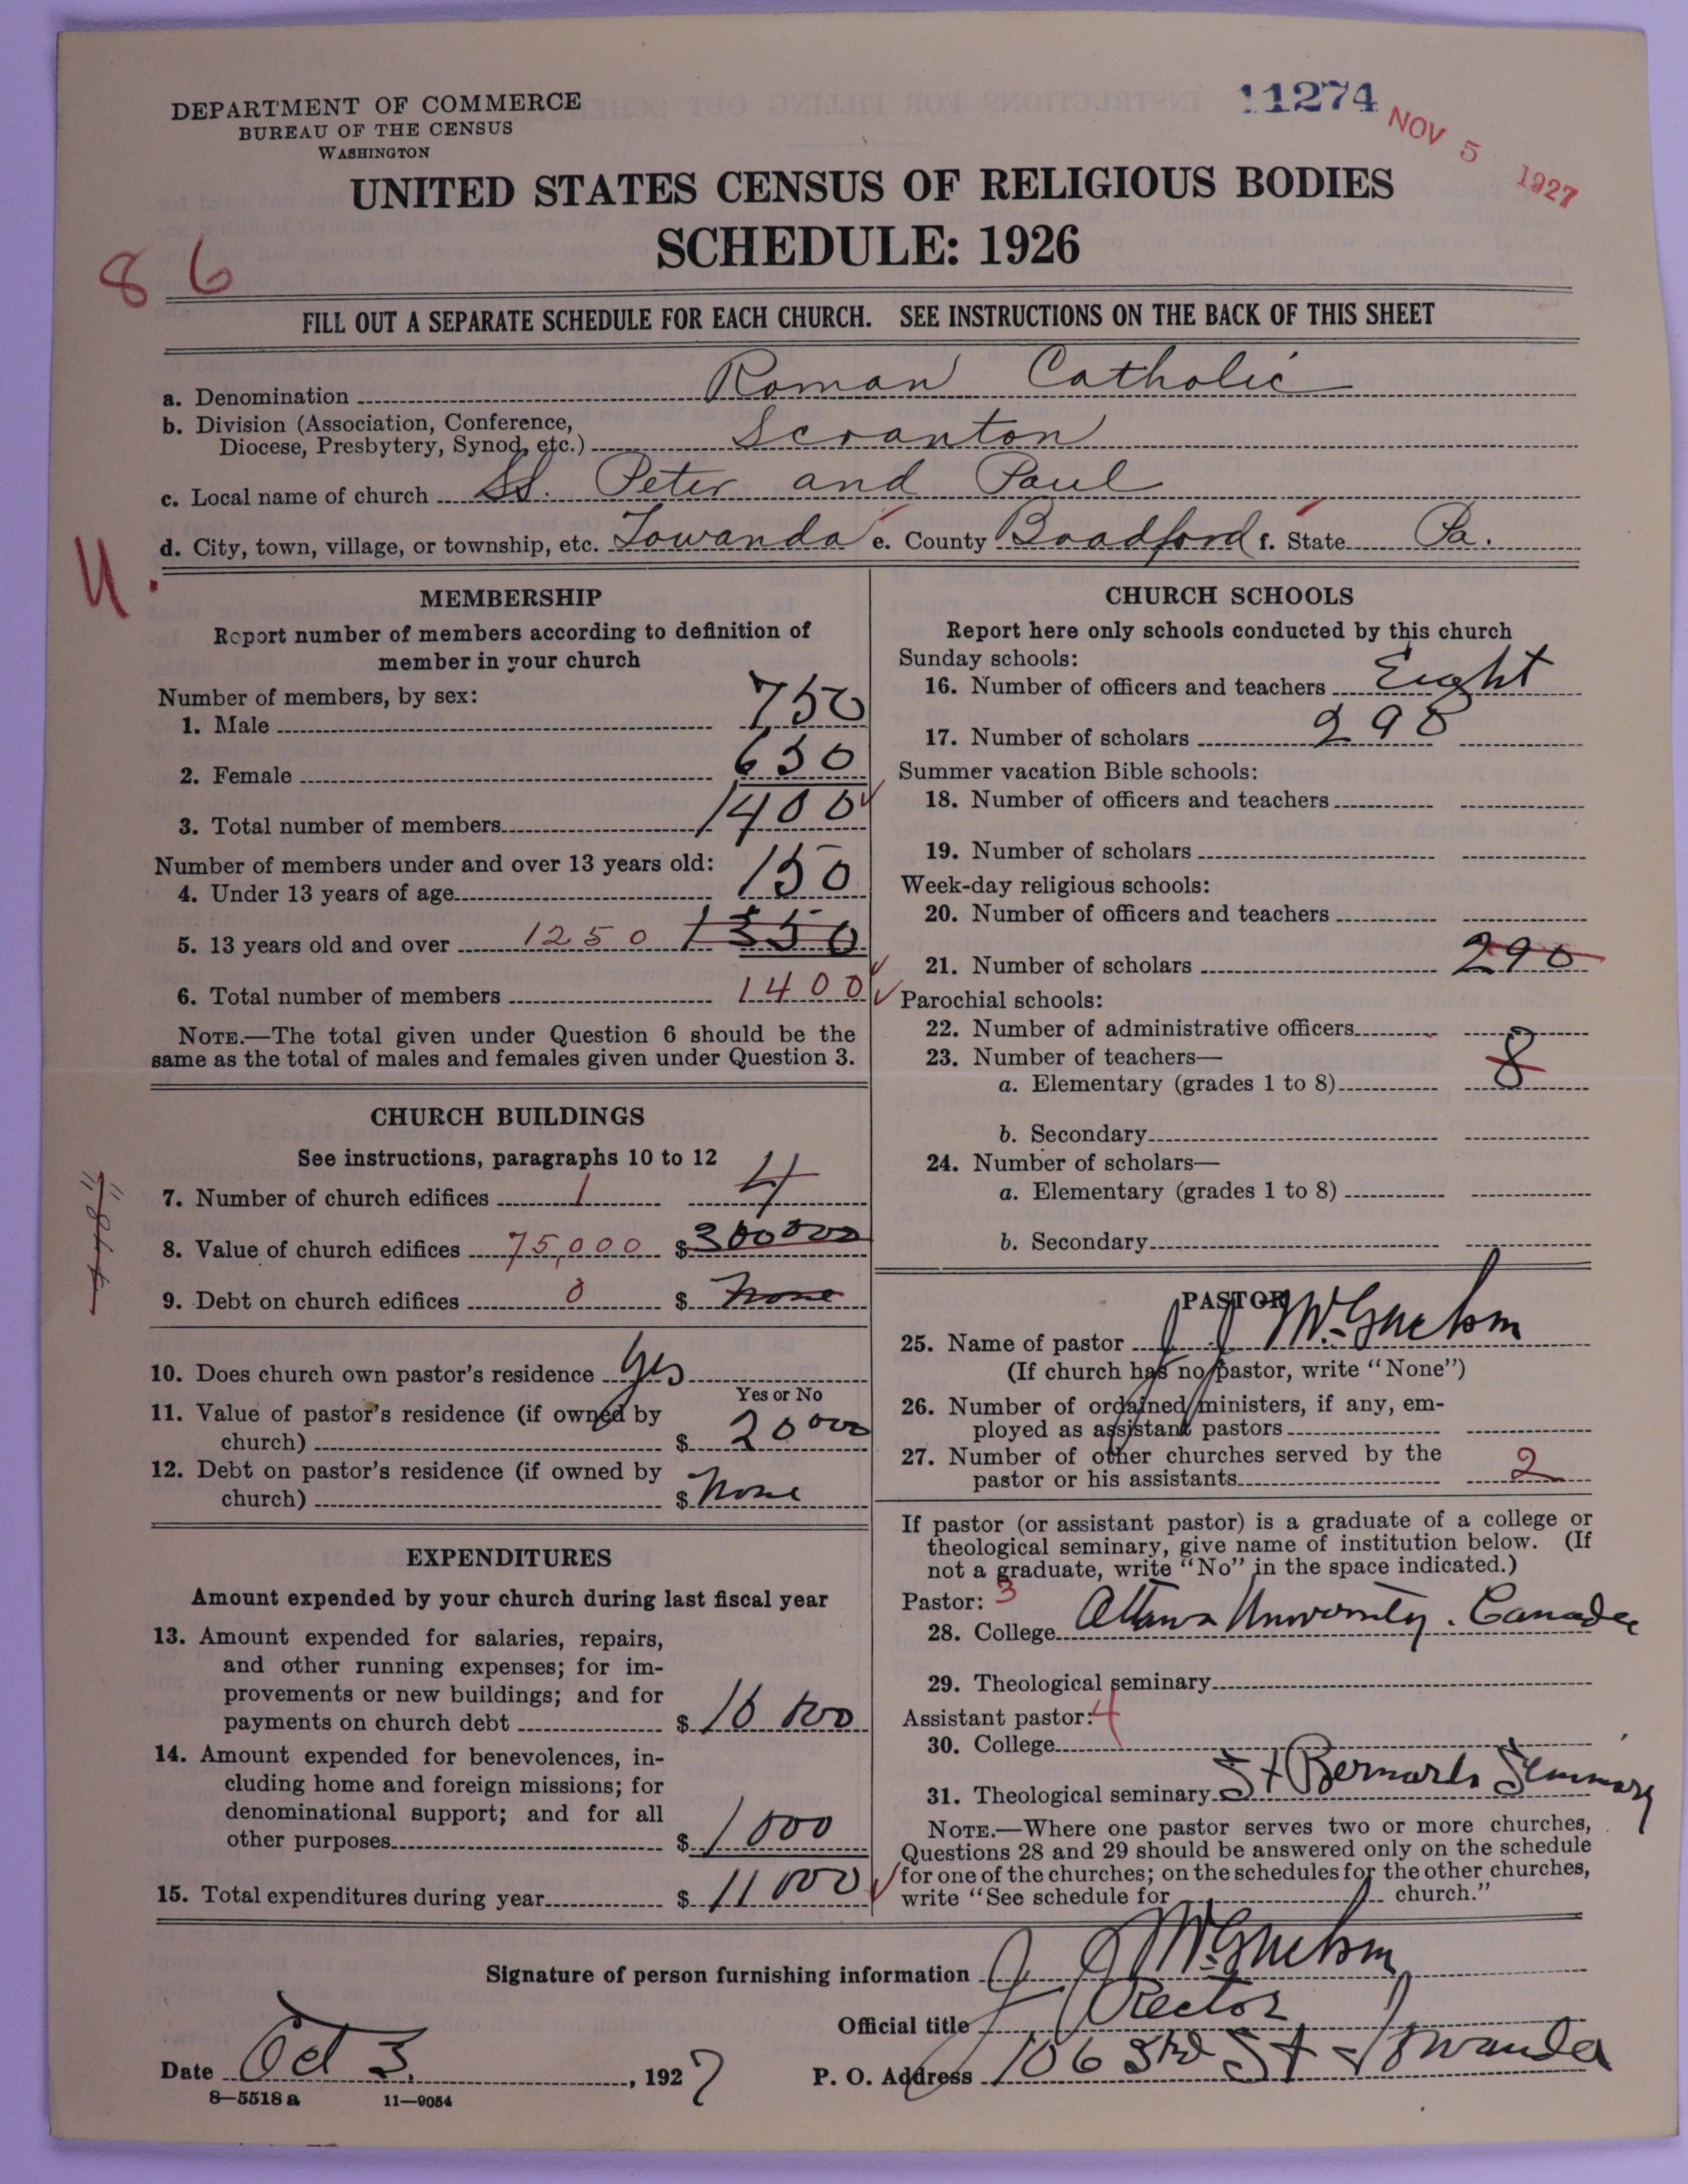 DEPARTMENT OF COMMERCE
BUREAU OF THE CENSUS
WASHINGTON
11274
NOV 5 1927
UNITED STATES CENSUS OF RELIGIOUS BODIES
SCHEDULE: 1926
86
FILL OUT A SEPARATE SCHEDULE FOR EACH CHURCH. SEE INSTRUCTIONS ON THE BACK OF THIS SHEET
a. Denomination Roman Catholic
b. Division (Association, Conference,
Diocese, Presbytery, Synod, etc.) Scranton
c. Local name of church SS. Peter and Paul
d. City, town, village, or township, etc. Towanda e. County Bradford f. State Pa.
U.
MEMBERSHIP
Report number of members according to definition of
member in your church
Number of members, by sex:
1. Male 750
2. Female 650
3. Total number of members 1400
Number of members under and over 13 years old:
4. Under 13 years of age 150
5. 13 years old and over 1250 1350
6. Total number of members 1400
NOTE.—The total given under Question 6 should be the
same as the total of males and females given under Question 3.
CHURCH BUILDINGS
See instructions, paragraphs 10 to 12
7. Number of church edifices 1 4
8. Value of church edifices 75,000 $300000
9. Debt on church edifices 0 $ None
10. Does church own pastor's residence Yes
Yes or No
11. Value of pastor's residence (if owned by
church) $ 20000
12. Debt on pastor's residence (if owned by
church) $ None
EXPENDITURES
Amount expended by your church during last fiscal year
13. Amount expended for salaries, repairs,
and other running expenses; for im-
provements or new buildings; and for
payments on church debt $ 10 000
14. Amount expended for benevolences, in-
cluding home and foreign missions; for
denominational support; and for all
other purposes $ 1000
15. Total expenditures during year $ 11 000
CHURCH SCHOOLS
Report here only schools conducted by this church
Sunday schools:
16. Number of officers and teachers Eight
17. Number of scholars 290
Summer vacation Bible schools:
18. Number of officers and teachers
19. Number of scholars
Week-day religious schools:
20. Number of officers and teachers
21. Number of scholars 290
Parochial schools:
22. Number of administrative officers
23. Number of teachers—
a. Elementary (grades 1 to 8) 8
b. Secondary
24. Number of scholars—
a. Elementary (grades 1 to 8)
b. Secondary
PASTOR
25. Name of pastor J J
(If church has no pastor, write "None")
26. Number of ordained ministers, if any, em-
ployed as assistant pastors
27. Number of other churches served by the
pastor or his assistants 2
If pastor (or assistant pastor) is a graduate of a college or
theological seminary, give name of institution below. (If
not a graduate, write "No" in the space indicated.)
Pastor: 3
28. College Ottawa University. Canada
29. Theological seminary
Assistant pastor: 4
30. College
31. Theological seminary St Bernards Seminary
NOTE.—Where one pastor serves two or more churches,
Questions 28 and 29 should be answered only on the schedule
for one of the churches; on the schedules for the other churches,
write "See schedule for church."
Signature of person furnishing information J J
Official title Rector
Date Oct 3, 1927
P. O. Address 106 3rd St Towanda
8—5518 a 11—9054